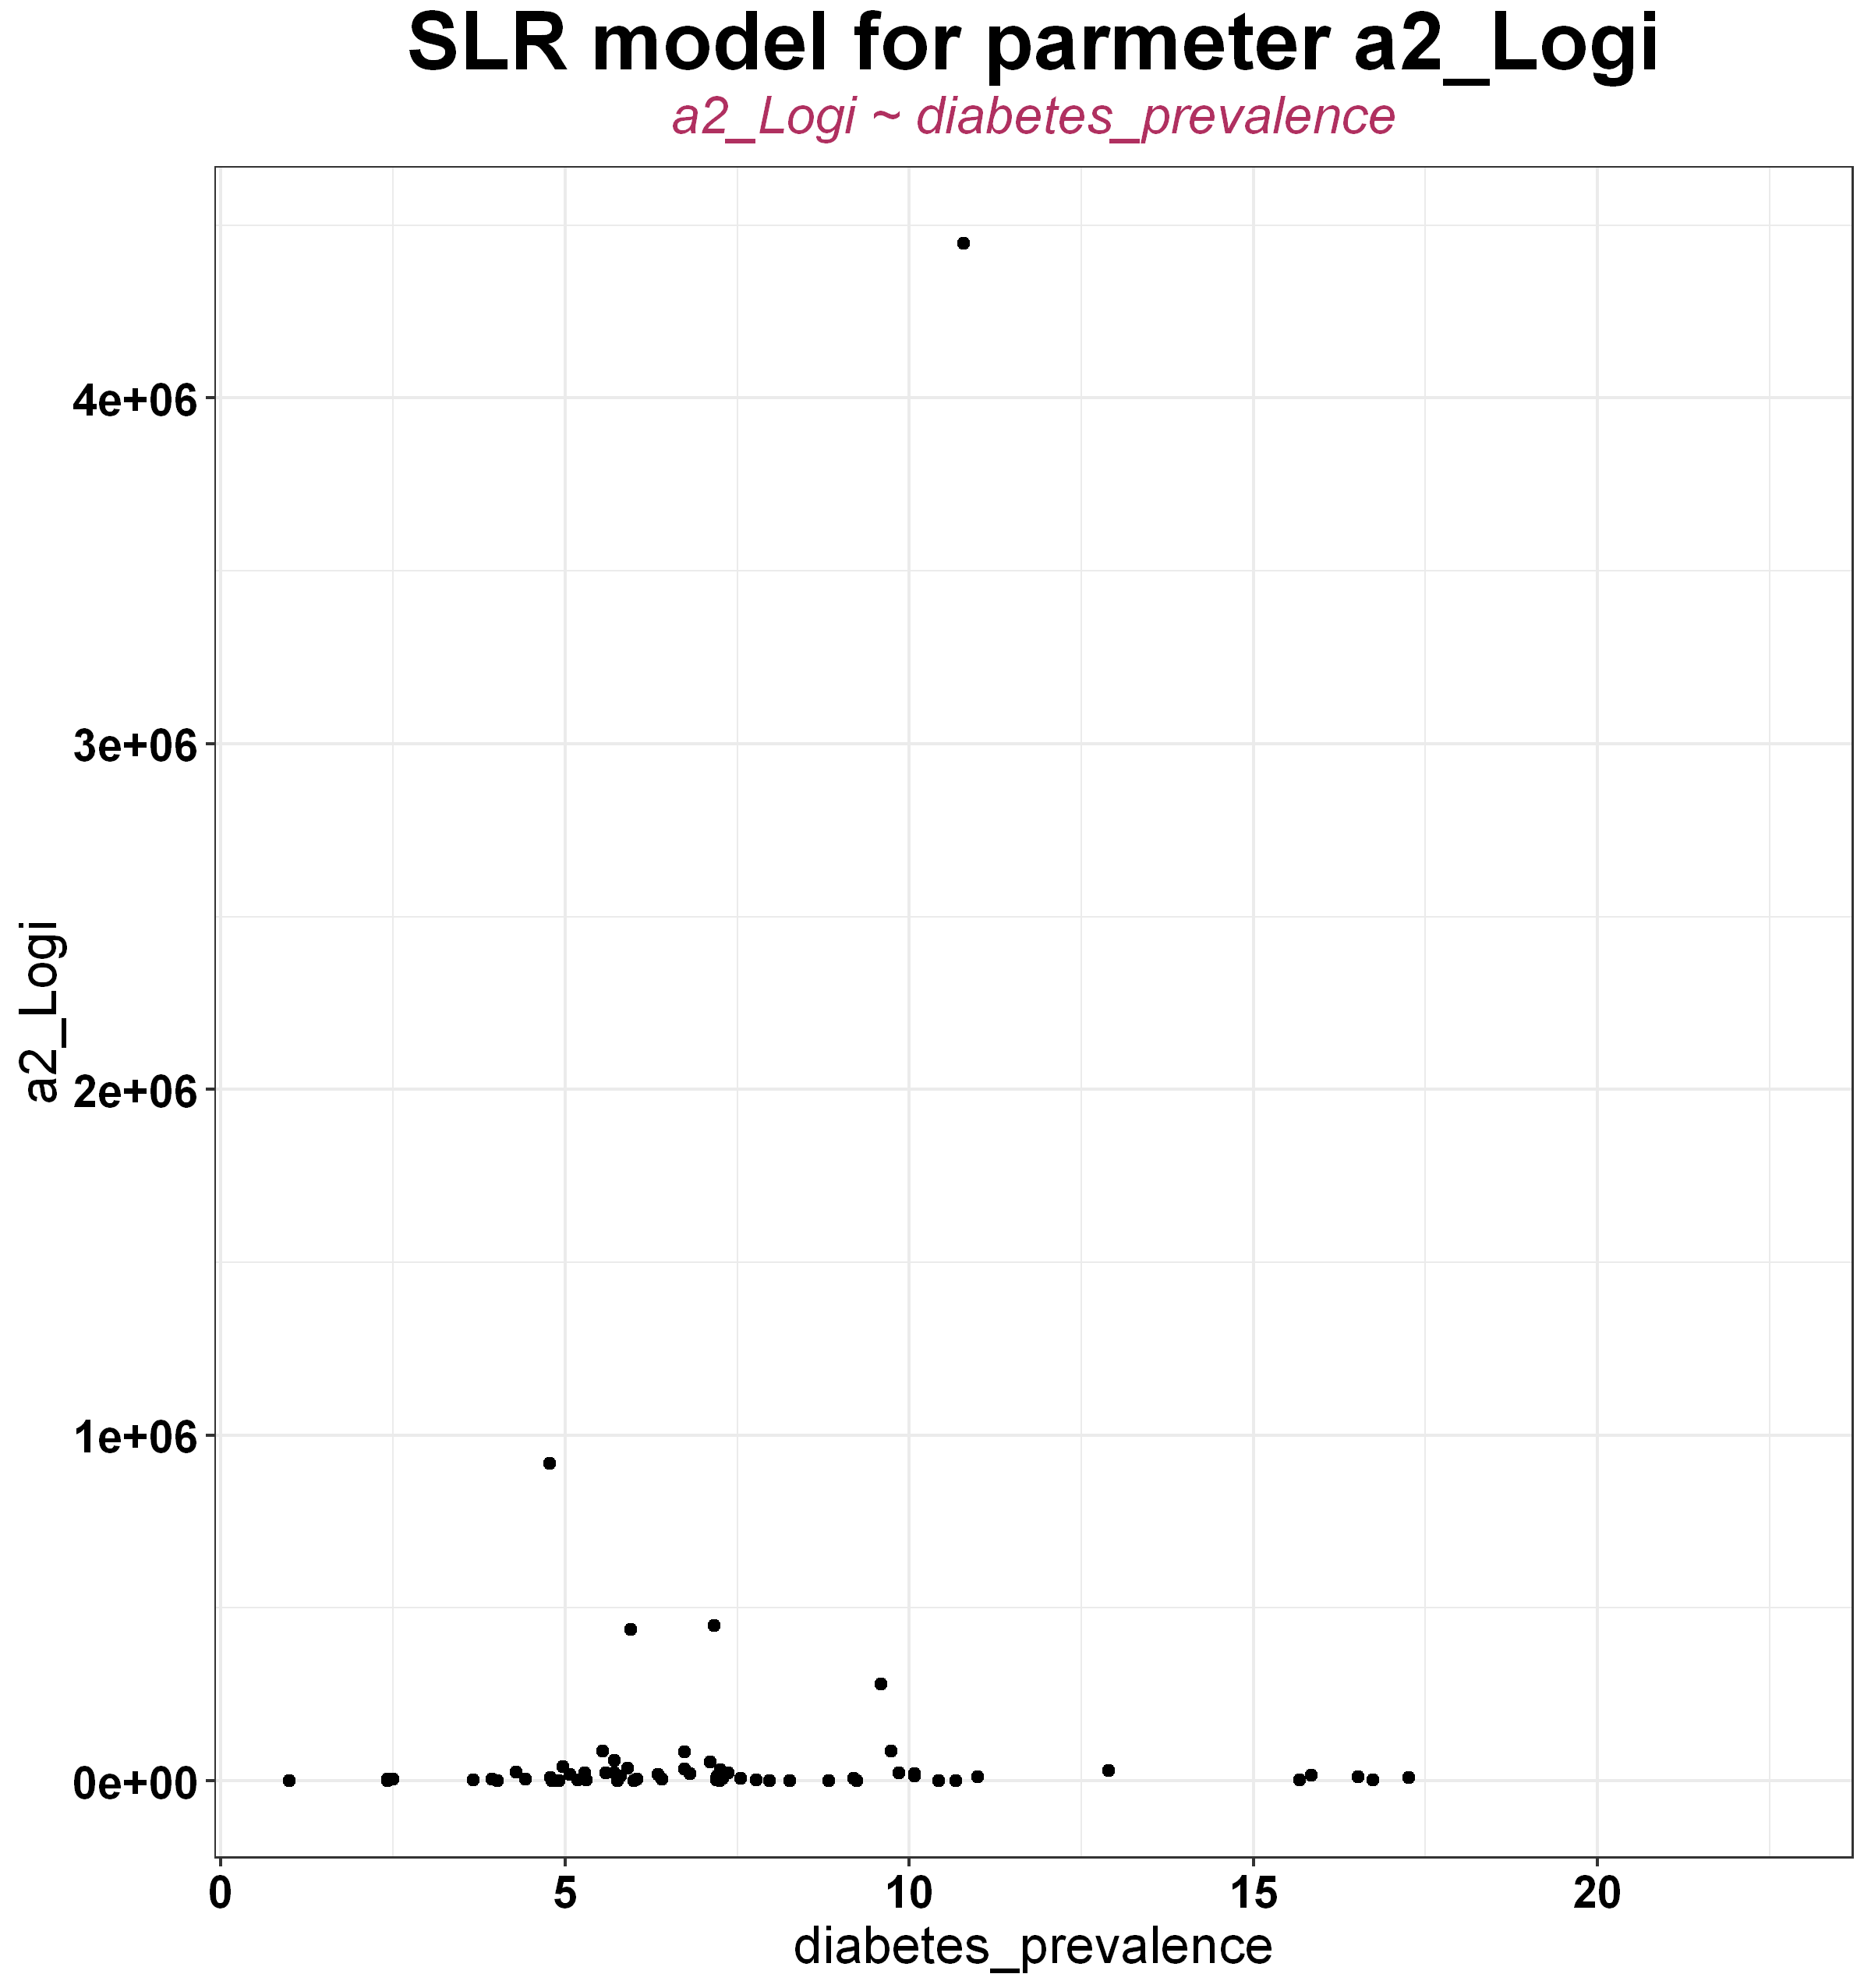 SLR model for parmeter a2_Logi
a2_Logi ~ diabetes_prevalence
4e+06
3e+06
2e+06
1e+06
0e+00
a2_Logi
0 5 10 15 20
diabetes_prevalence